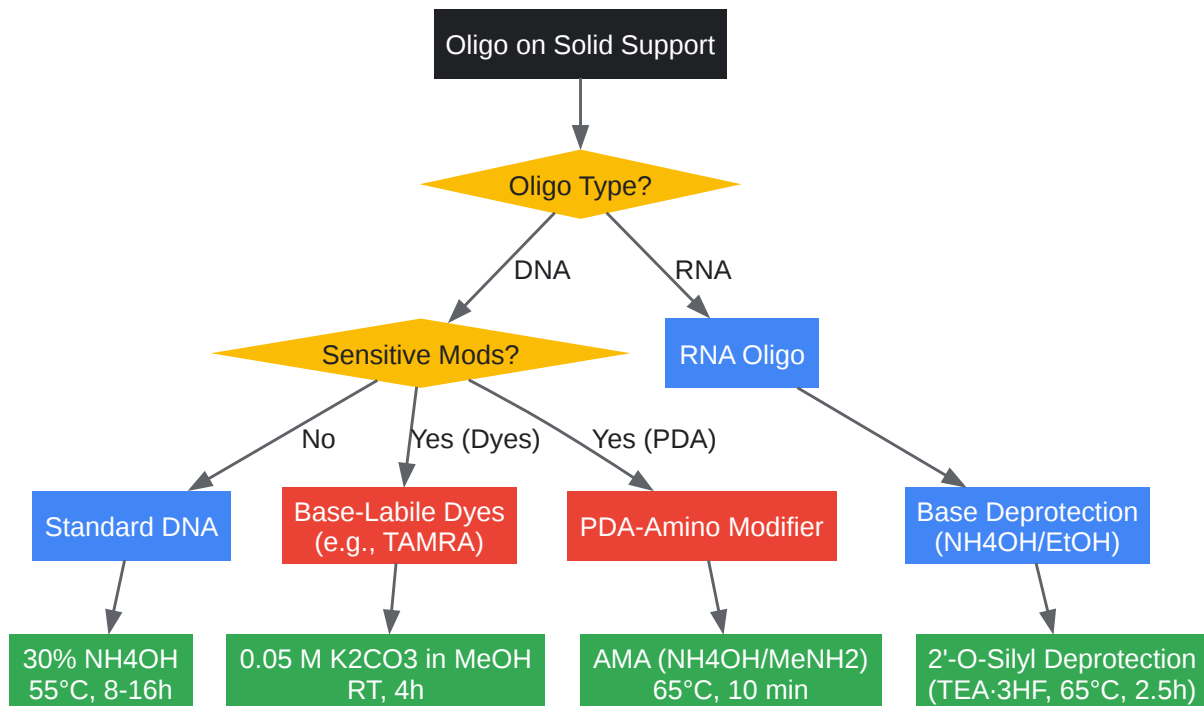 Oligo on Solid Support
Oligo Type?
DNA
RNA
Sensitive Mods?
RNA Oligo
No
Yes (Dyes)
Yes (PDA)
Standard DNA
Base-Labile Dyes
(e.g., TAMRA)
PDA-Amino Modifier
Base Deprotection
(NH4OH/EtOH)
30% NH4OH
55°C, 8-16h
0.05 M K2CO3 in MeOH
RT, 4h
AMA (NH4OH/MeNH2)
65°C, 10 min
2'-O-Silyl Deprotection
(TEA·3HF, 65°C, 2.5h)